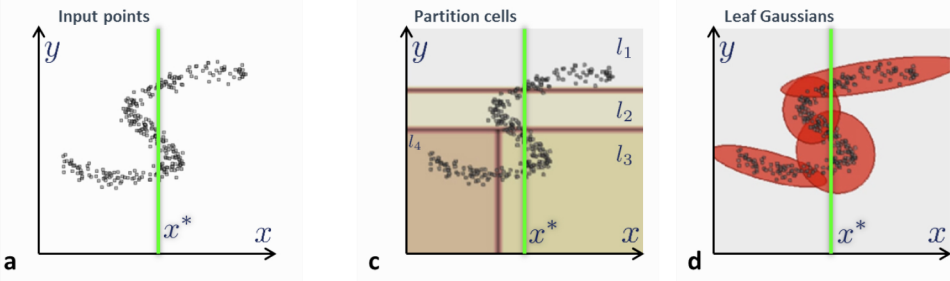 Input points
y
x*
x
a
Partition cells
y
l₁
l₂
l₄
l₃
x*
x
c
Leaf Gaussians
y
x*
x
d